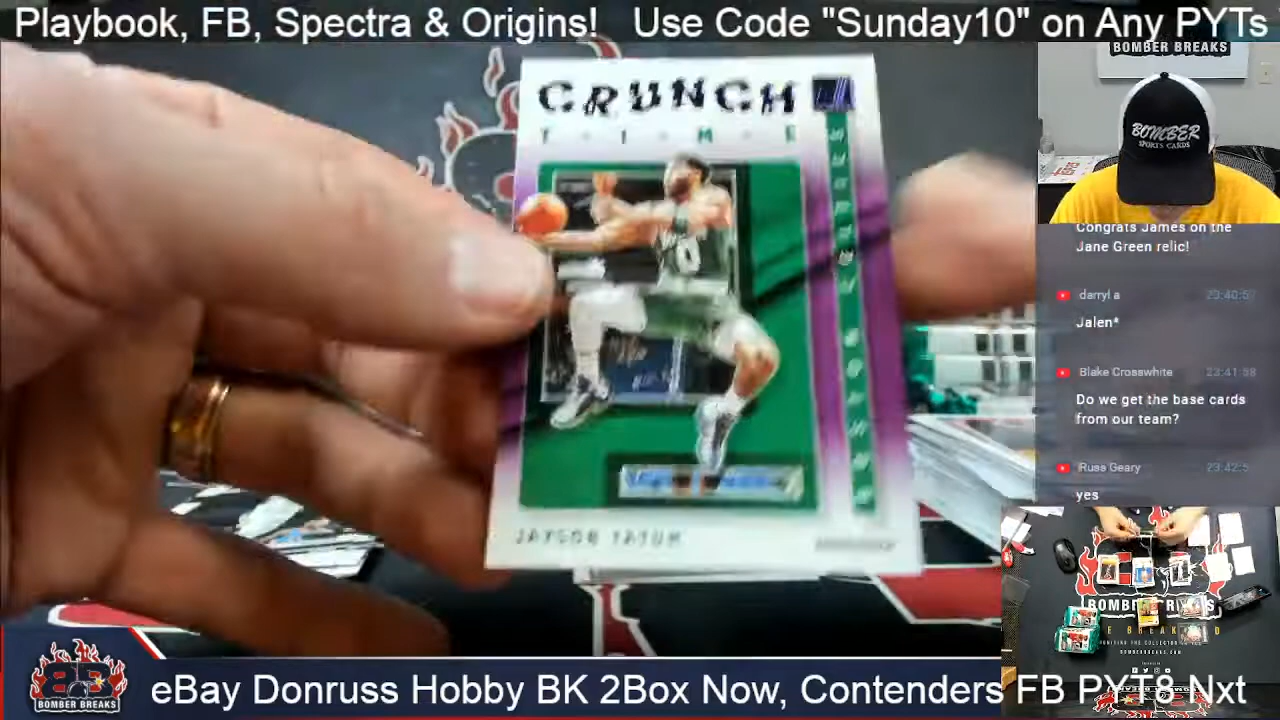 Playbook, FB, Spectra & Origins! Use Code "Sunday10" on Any PYTs
BOMBER BREAKS
BOMBER
SPORTS CARDS
CRUNCH
T·I·M·E
0
JAYSON TATUM
Congrats James on the
Jane Green relic!
darryl a
Jalen*
Blake Crosswhite
Do we get the base cards
from our team?
Russ Geary
yes
BOMBER BREAKS
BOMBER BREAKS
eBay Donruss Hobby BK 2Box Now, Contenders FB PYT8 Nxt